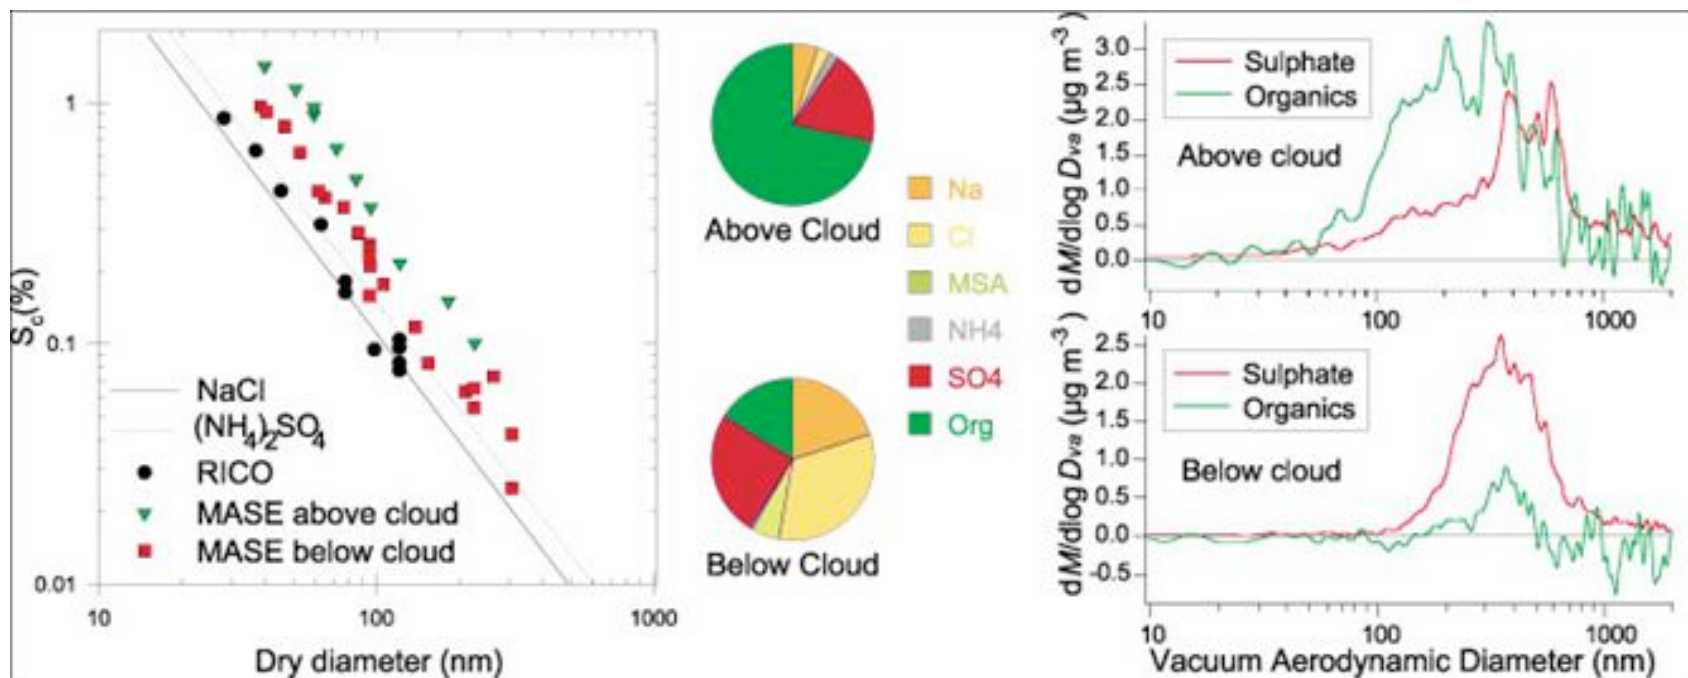 1
0.1
0.01
S_c(%)
10
100
1000
Dry diameter (nm)
NaCl
(NH4)2SO4
RICO
MASE above cloud
MASE below cloud
Above Cloud
Na
Cl
MSA
NH4
SO4
Org
Below Cloud
dM/dlog Dva (µg m-3)
3.0
2.5
2.0
1.5
1.0
0.5
0.0
Sulphate
Organics
Above cloud
10
100
1000
dM/dlog Dva (µg m-3)
2.5
2.0
1.5
1.0
0.5
0.0
-0.5
Sulphate
Organics
Below cloud
10
100
1000
Vacuum Aerodynamic Diameter (nm)